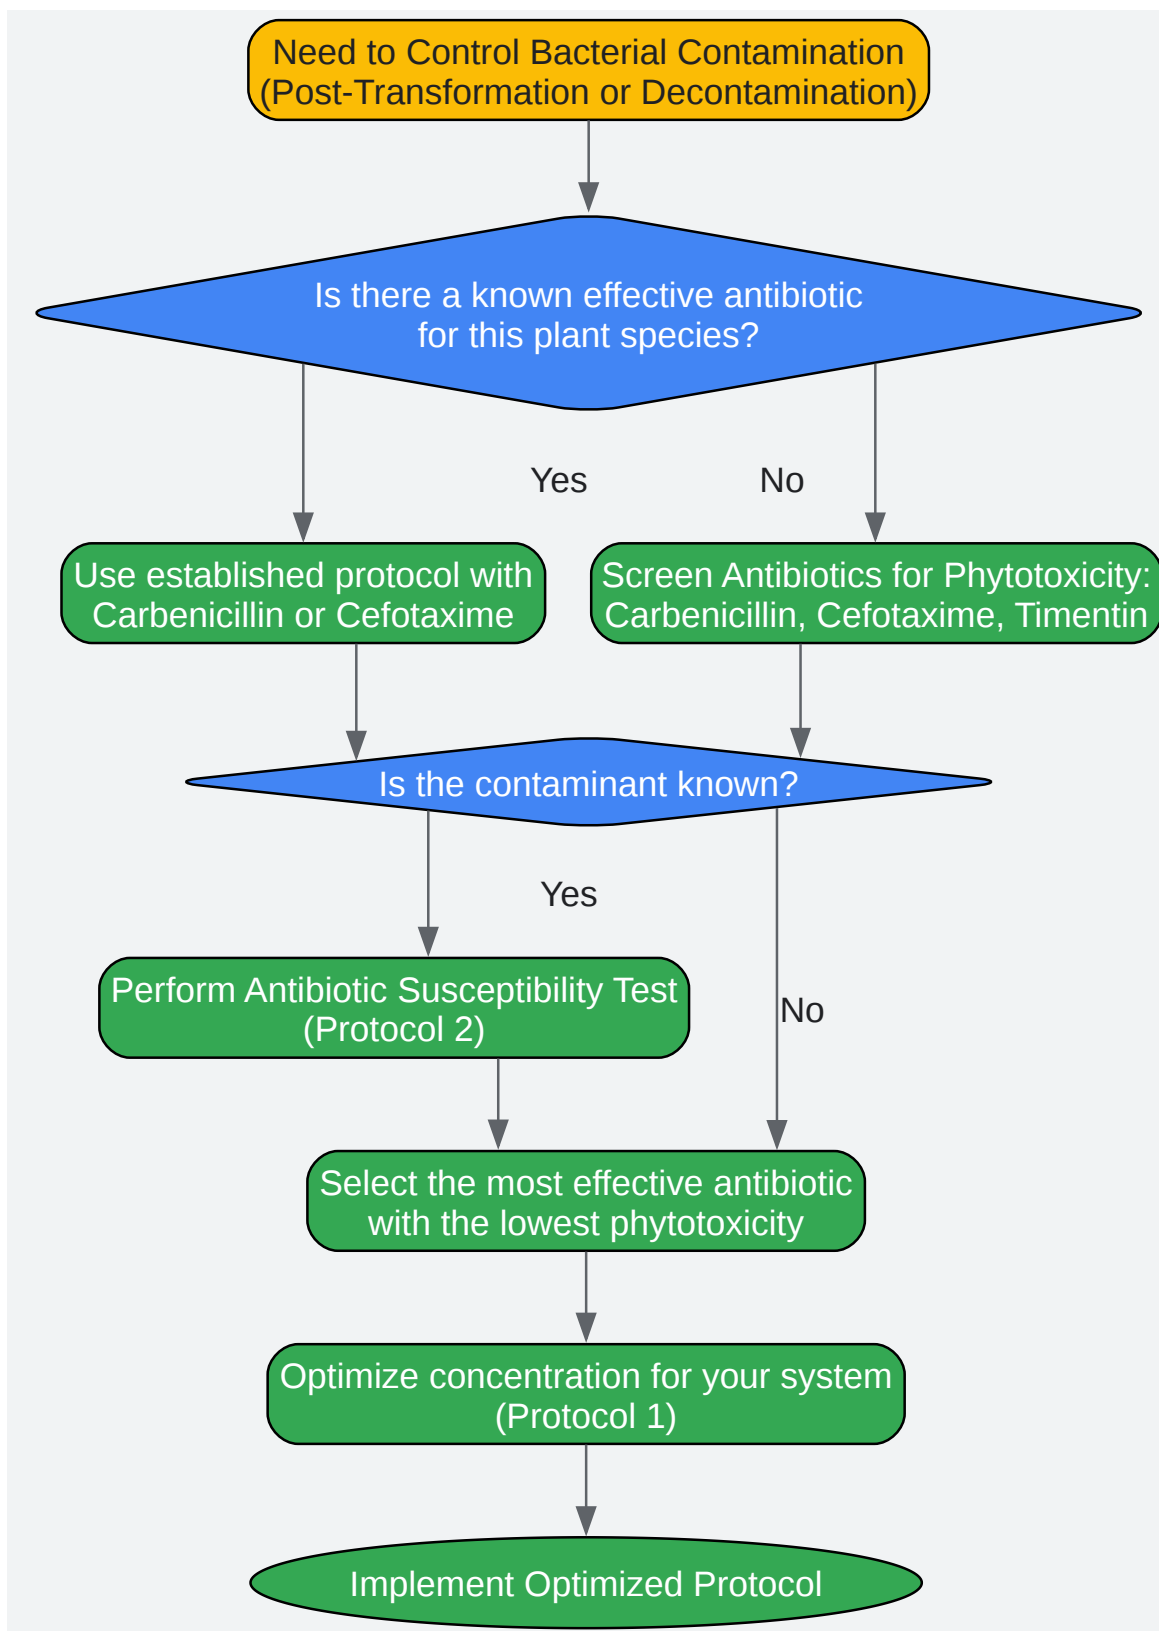 Need to Control Bacterial Contamination
(Post-Transformation or Decontamination)
Is there a known effective antibiotic
for this plant species?
Yes
No
Use established protocol with
Carbenicillin or Cefotaxime
Screen Antibiotics for Phytotoxicity:
Carbenicillin, Cefotaxime, Timentin
Is the contaminant known?
Yes
Perform Antibiotic Susceptibility Test
(Protocol 2)
No
Select the most effective antibiotic
with the lowest phytotoxicity
Optimize concentration for your system
(Protocol 1)
Implement Optimized Protocol